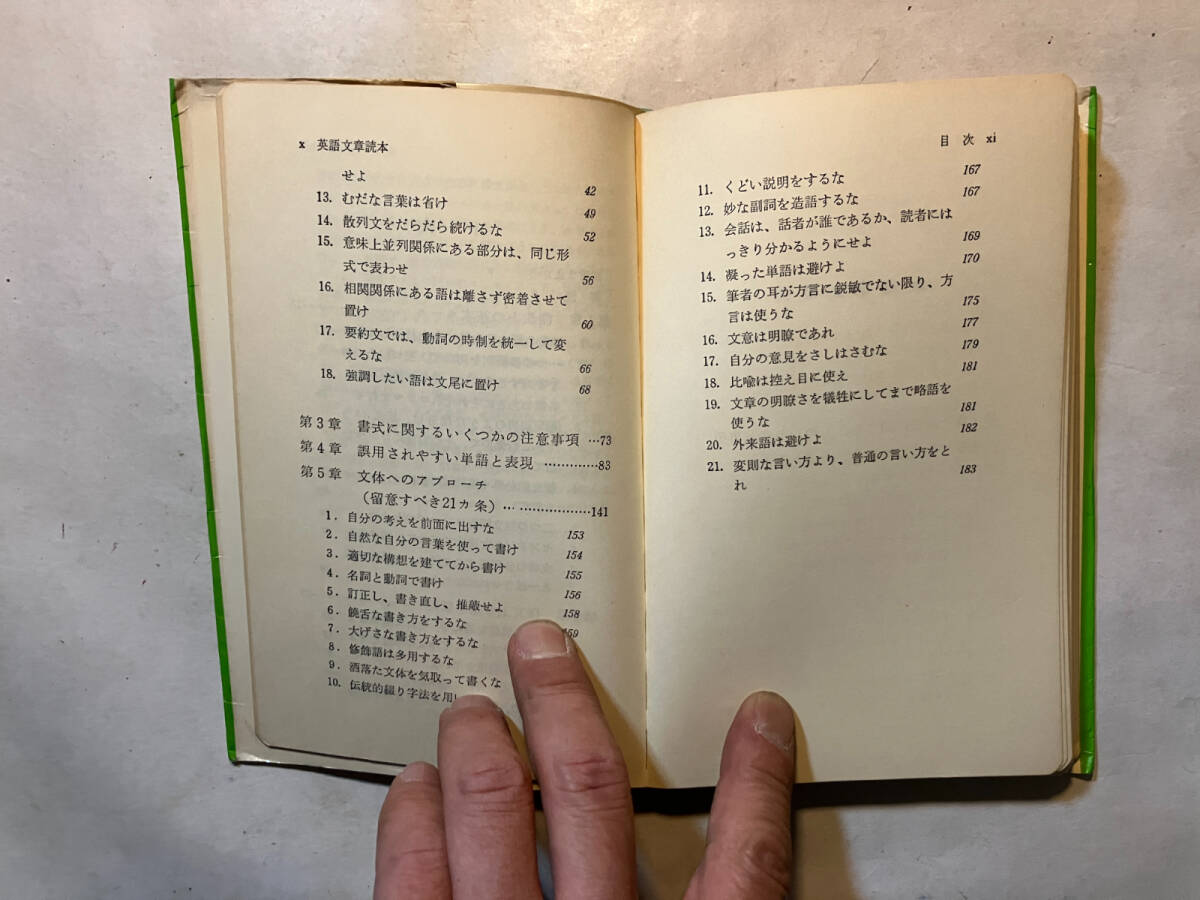 x 英語文章読本
せよ 42
13. むだな言葉は省け 49
14. 散列文をだらだら続けるな 52
15. 意味上並列関係にある部分は、同じ形
式で表わせ 56
16. 相関関係にある語は離さず密着させて
置け 60
17. 要約文では、動詞の時制を統一して変
えるな 66
18. 強調したい語は文尾に置け 68
第3章 書式に関するいくつかの注意事項 …73
第4章 誤用されやすい単語と表現 …………83
第5章 文体へのアプローチ
(留意すべき21ヵ条) … ………………141
1. 自分の考えを前面に出すな 153
2. 自然な自分の言葉を使って書け 154
3. 適切な構想を建ててから書け 155
4. 名詞と動詞で書け 156
5. 訂正し、書き直し、推敲せよ 158
6. 饒舌な書き方をするな 159
7. 大げさな書き方をするな
8. 修飾語は多用するな
9. 洒落た文体を気取って書くな
10. 伝統的綴り字法を用い
目次 xi
11. くどい説明をするな 167
12. 妙な副詞を造語するな 167
13. 会話は、話者が誰であるか、読者には
っきり分かるようにせよ 169
14. 凝った単語は避けよ 170
15. 筆者の耳が方言に鋭敏でない限り、方
言は使うな 175
16. 文意は明瞭であれ 177
17. 自分の意見をさしはさむな 179
18. 比喩は控え目に使え 181
19. 文章の明瞭さを犠牲にしてまで略語を
使うな 181
20. 外来語は避けよ 182
21. 変則な言い方より、普通の言い方をと
れ 183